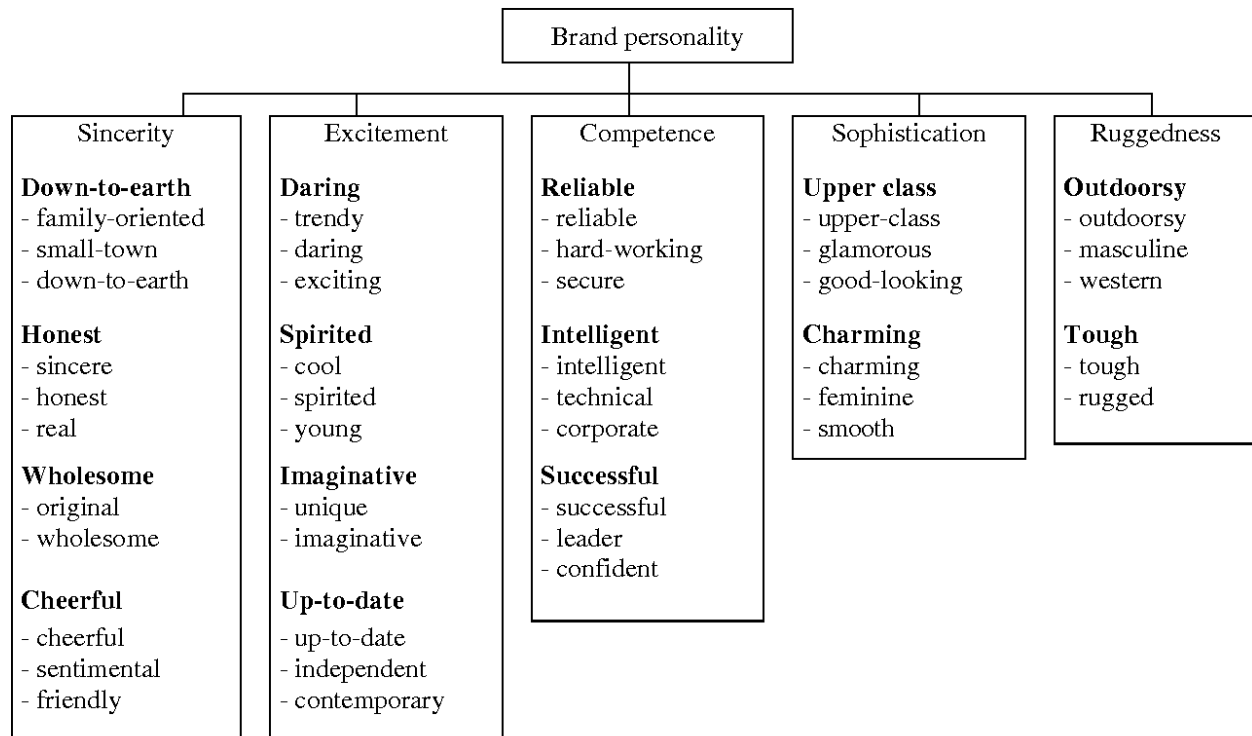 Brand personality
Sincerity
Down-to-earth
- family-oriented
- small-town
- down-to-earth
Honest
- sincere
- honest
- real
Wholesome
- original
- wholesome
Cheerful
- cheerful
- sentimental
- friendly
Excitement
Daring
- trendy
- daring
- exciting
Spirited
- cool
- spirited
- young
Imaginative
- unique
- imaginative
Up-to-date
- up-to-date
- independent
- contemporary
Competence
Reliable
- reliable
- hard-working
- secure
Intelligent
- intelligent
- technical
- corporate
Successful
- successful
- leader
- confident
Sophistication
Upper class
- upper-class
- glamorous
- good-looking
Charming
- charming
- feminine
- smooth
Ruggedness
Outdoorsy
- outdoorsy
- masculine
- western
Tough
- tough
- rugged